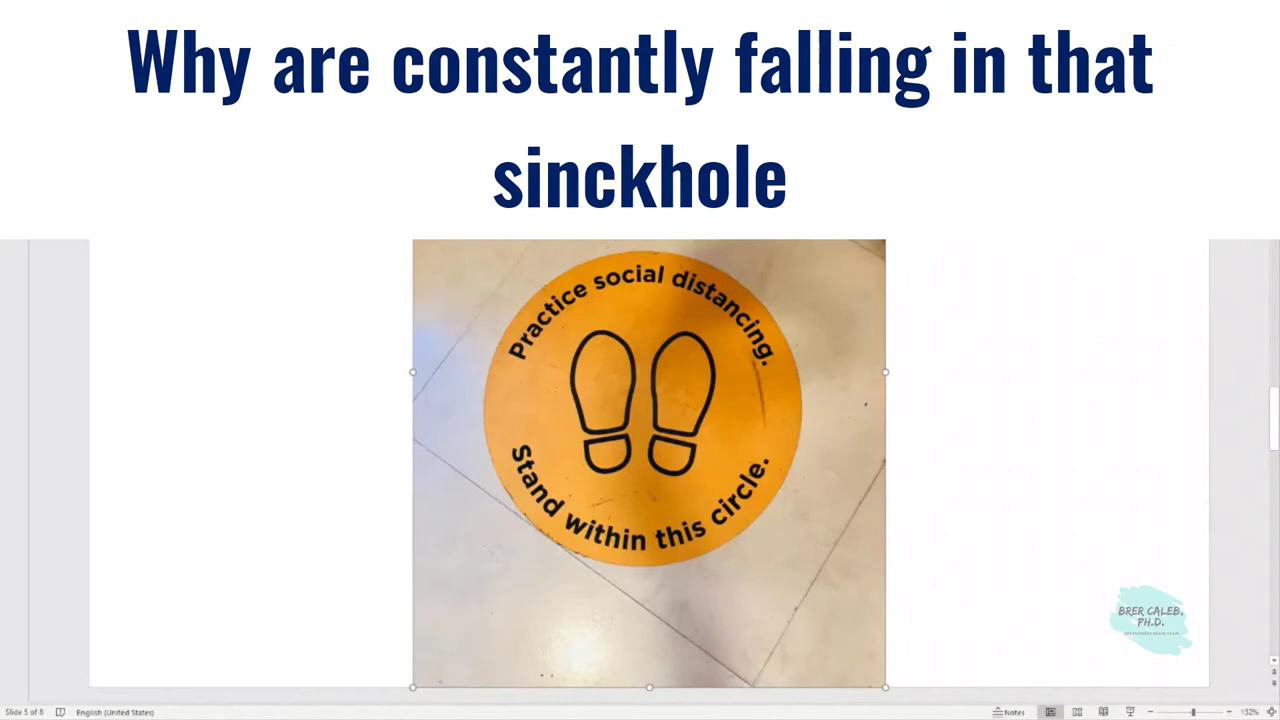 Why are constantly falling in that
sinckhole
Practice social distancing.
Stand within this circle.
BRER CALEB,
PH.D.
Slide 5 of 8
English (United States)
Notes
132%